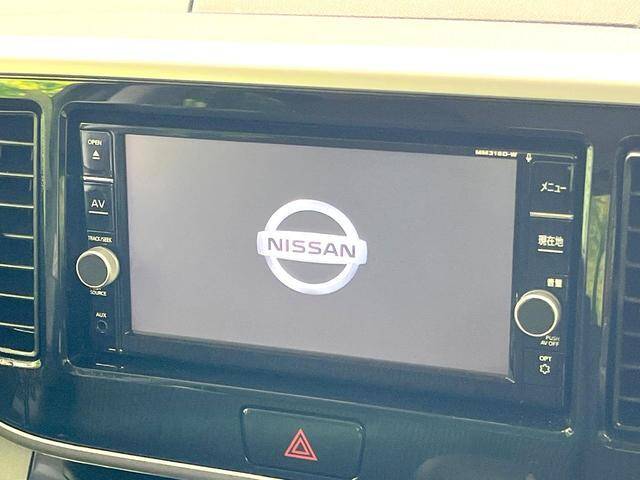 OPEN
AV
TRACK/SEEK
SOURCE
AUX
NISSAN
MM318D-W
メニュー
現在地
音量
PUSH
AV OFF
OPT